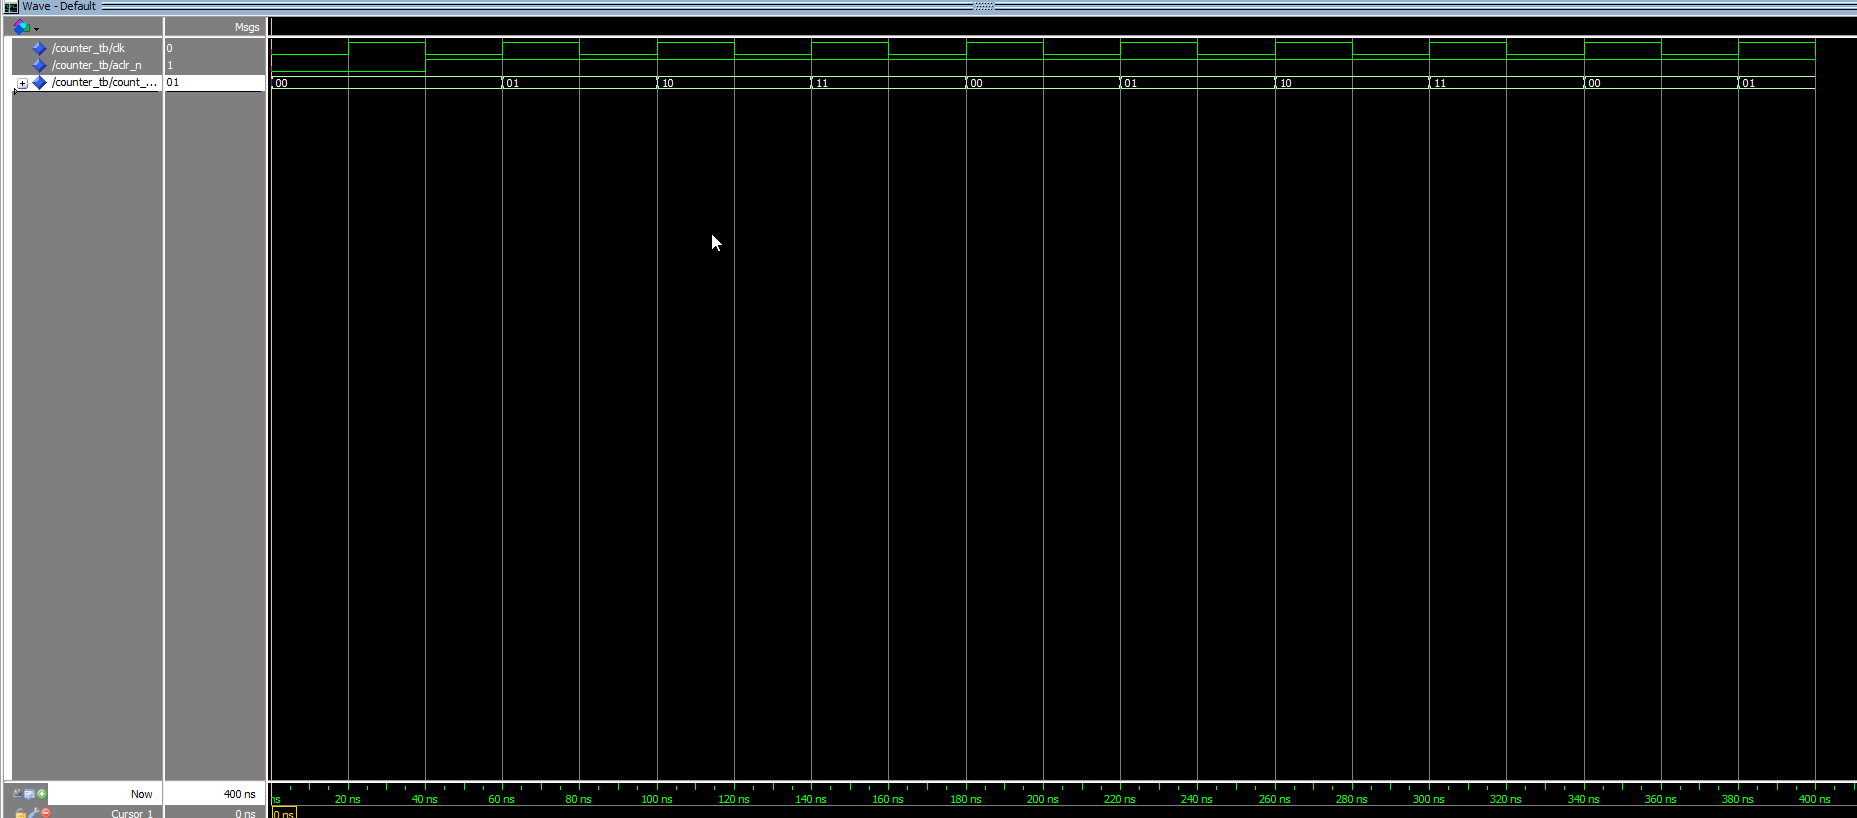 Wave - Default
Msgs
/counter_tb/clk 0
/counter_tb/aclr_n 1
/counter_tb/count_... 01
00 01 10 11 00 01 10 11 00 01
Now 400 ns
ns 20 ns 40 ns 60 ns 80 ns 100 ns 120 ns 140 ns 160 ns 180 ns 200 ns 220 ns 240 ns 260 ns 280 ns 300 ns 320 ns 340 ns 360 ns 380 ns 400 ns
Cursor 1 0 ns
0 ns